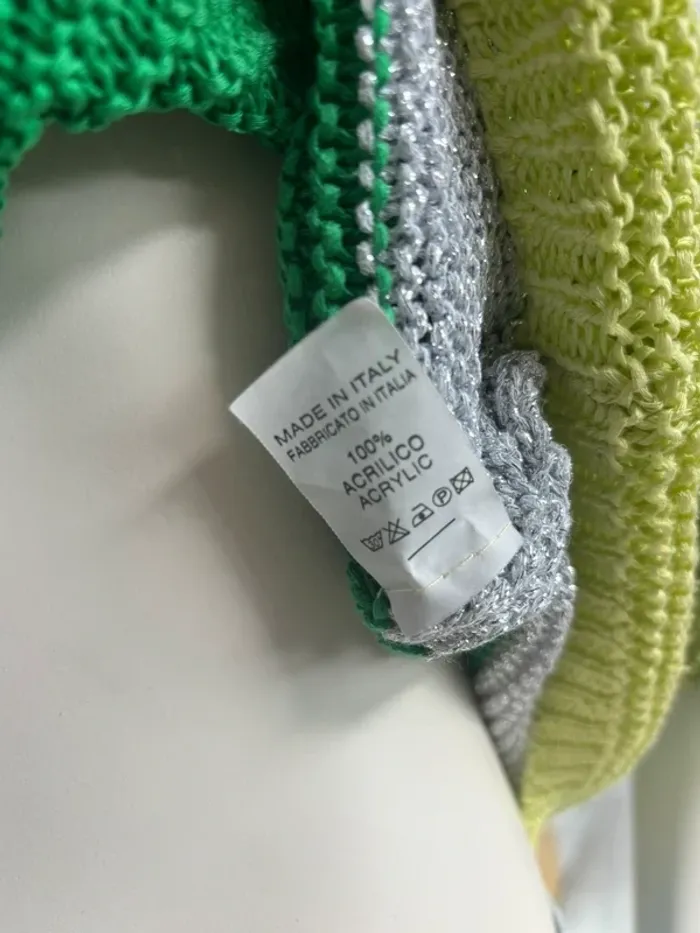 MADE IN ITALY
FABBRICATO IN ITALIA
100%
ACRILICO
ACRYLIC
P